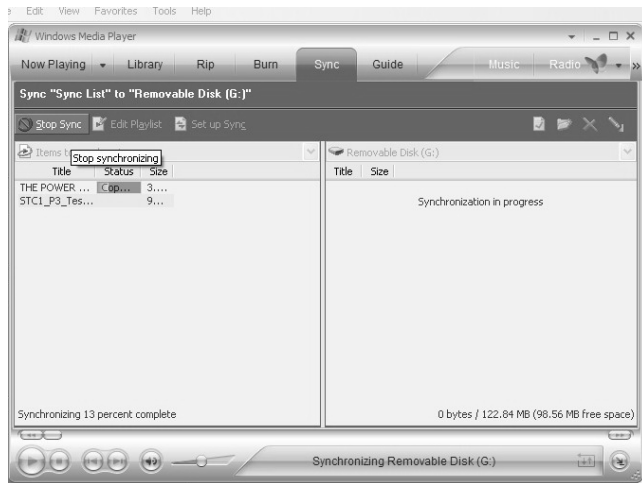 Edit View Favorites Tools Help
Windows Media Player
Now Playing Library Rip Burn Sync Guide Music Radio
Sync "Sync List" to "Removable Disk (G:)"
Stop Sync Edit Playlist Set up Sync
Items Removable Disk (G:)
Stop synchronizing
Title Status Size Title Size
THE POWER ... Cop... 3....
STC1_P3_Tes... 9...
Synchronization in progress
Synchronizing 13 percent complete 0 bytes / 122.84 MB (98.56 MB free space)
Synchronizing Removable Disk (G:)